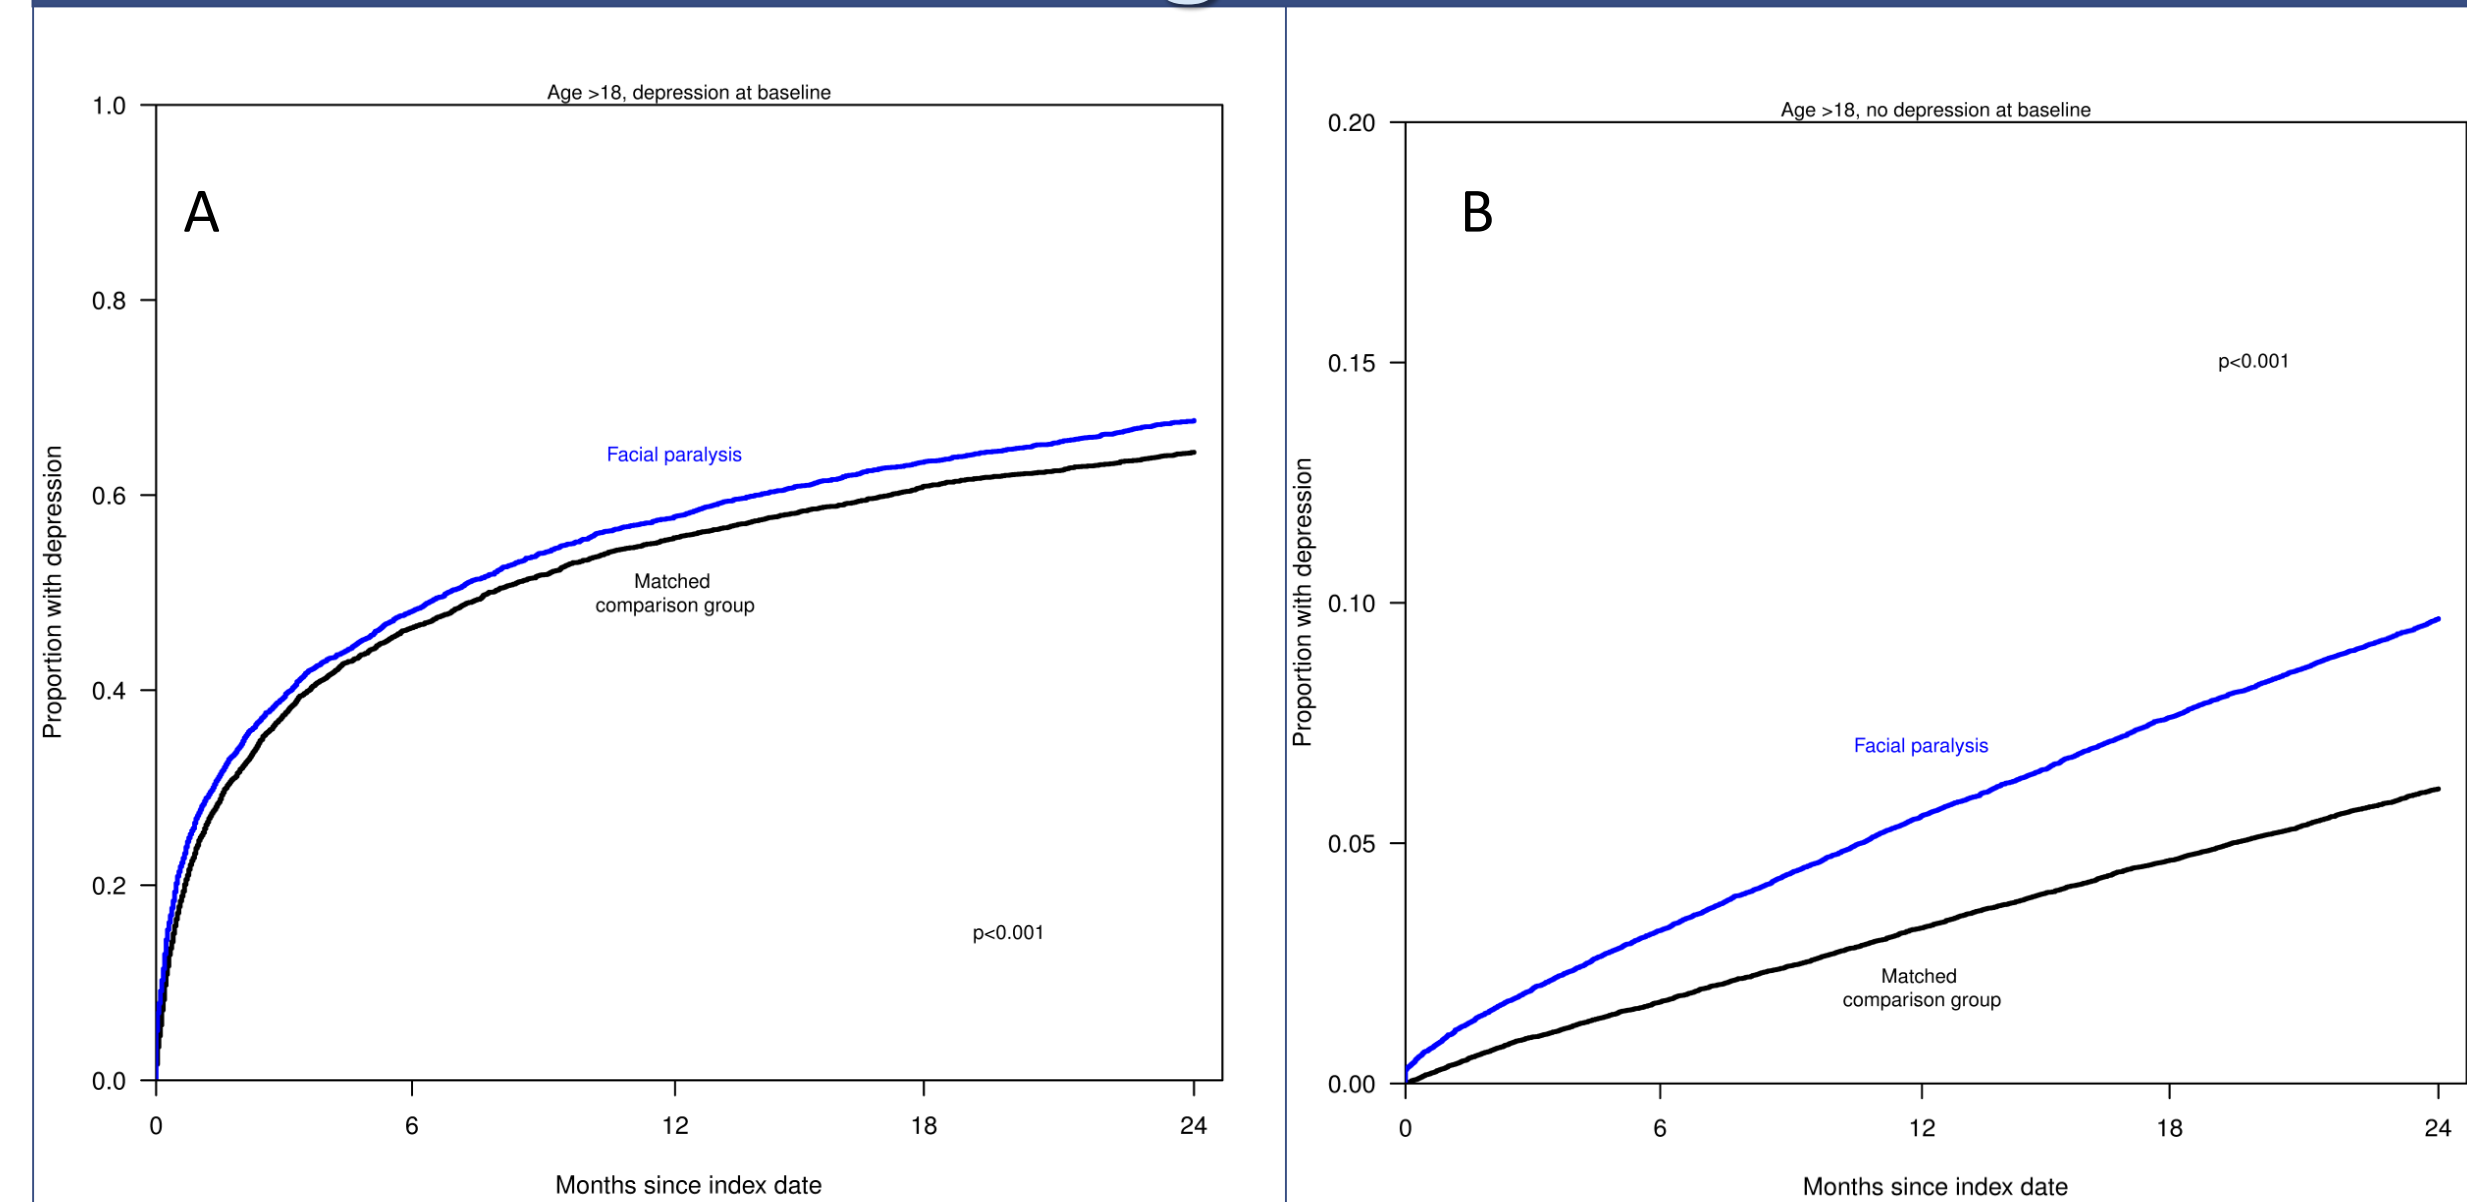 Age >18, depression at baseline
A
1.0
0.8
0.6
0.4
0.2
0.0
Proportion with depression
Facial paralysis
Matched
comparison group
p<0.001
0 6 12 18 24
Months since index date
Age >18, no depression at baseline
B
0.20
0.15
0.10
0.05
0.00
Proportion with depression
p<0.001
Facial paralysis
Matched
comparison group
0 6 12 18 24
Months since index date